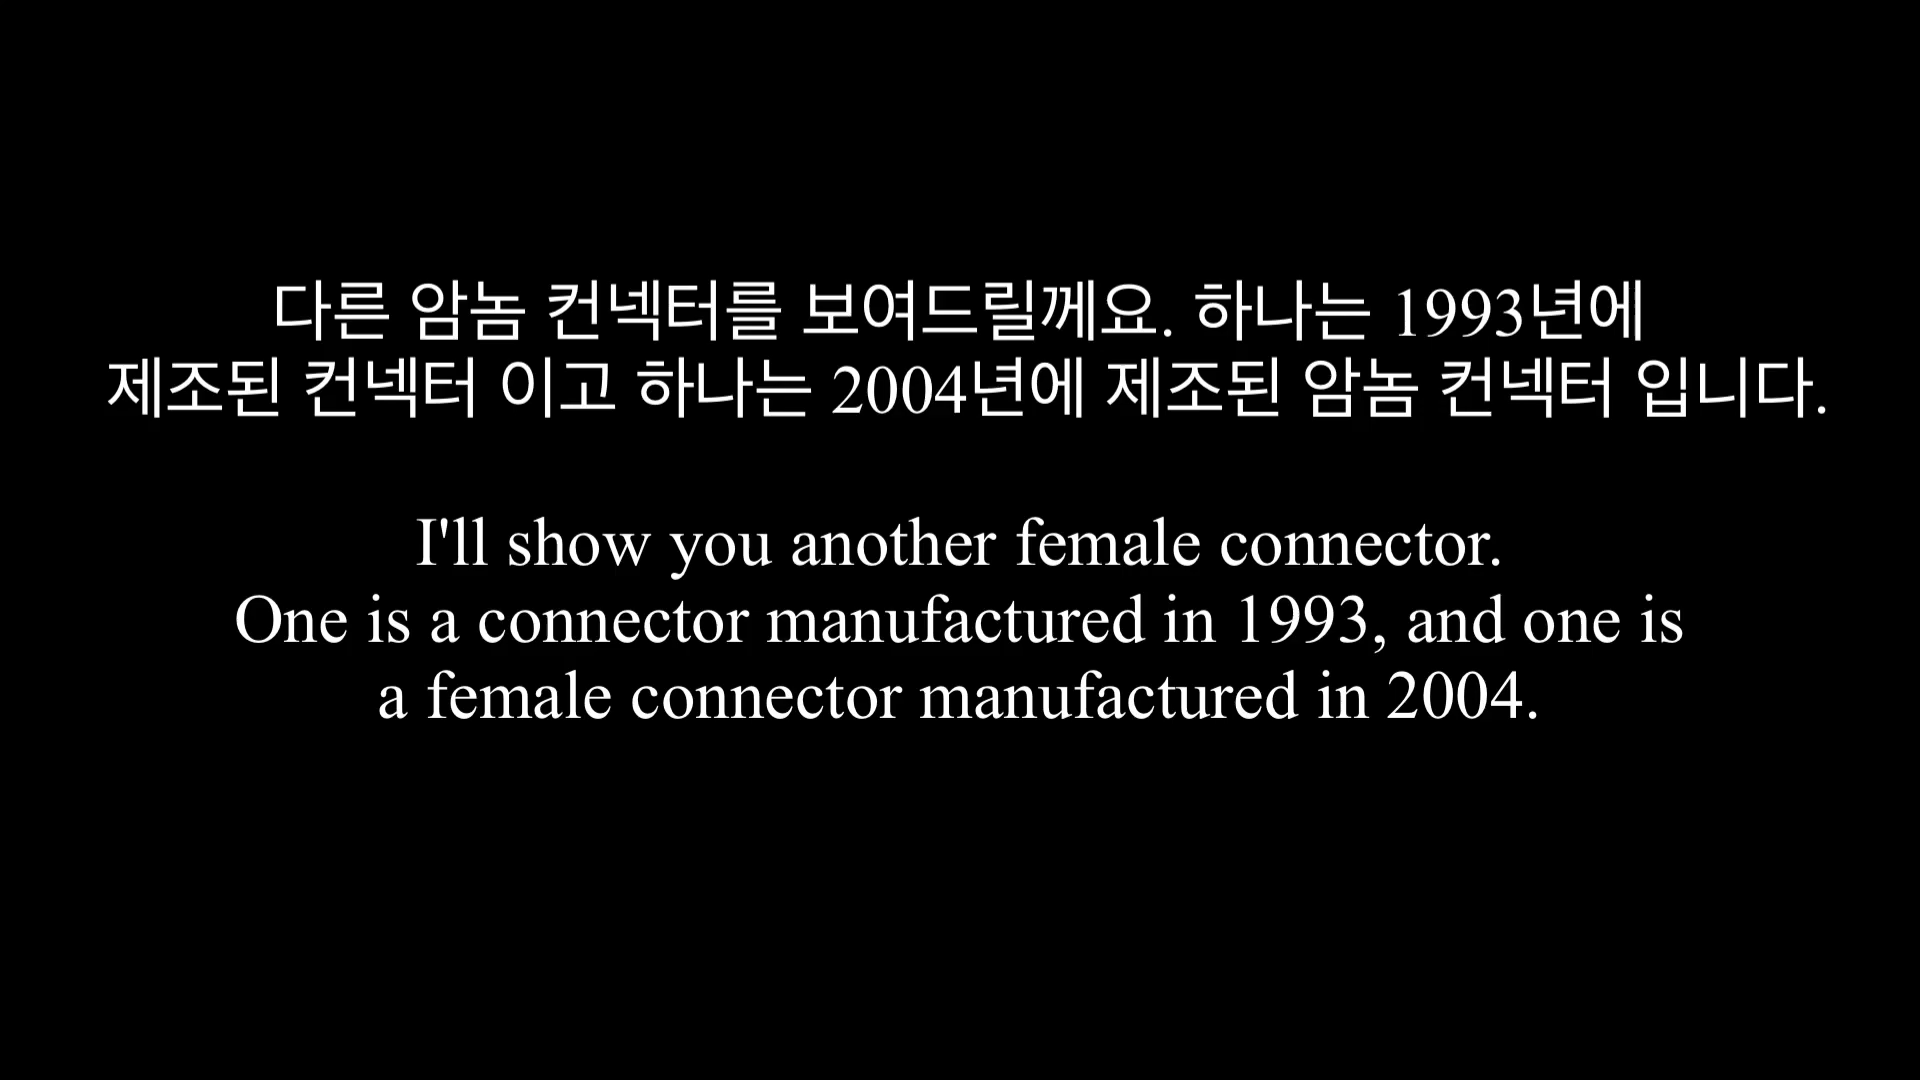 다른 암놈 컨넥터를 보여드릴께요. 하나는 1993년에
제조된 컨넥터 이고 하나는 2004년에 제조된 암놈 컨넥터 입니다.
I'll show you another female connector.
One is a connector manufactured in 1993, and one is
a female connector manufactured in 2004.